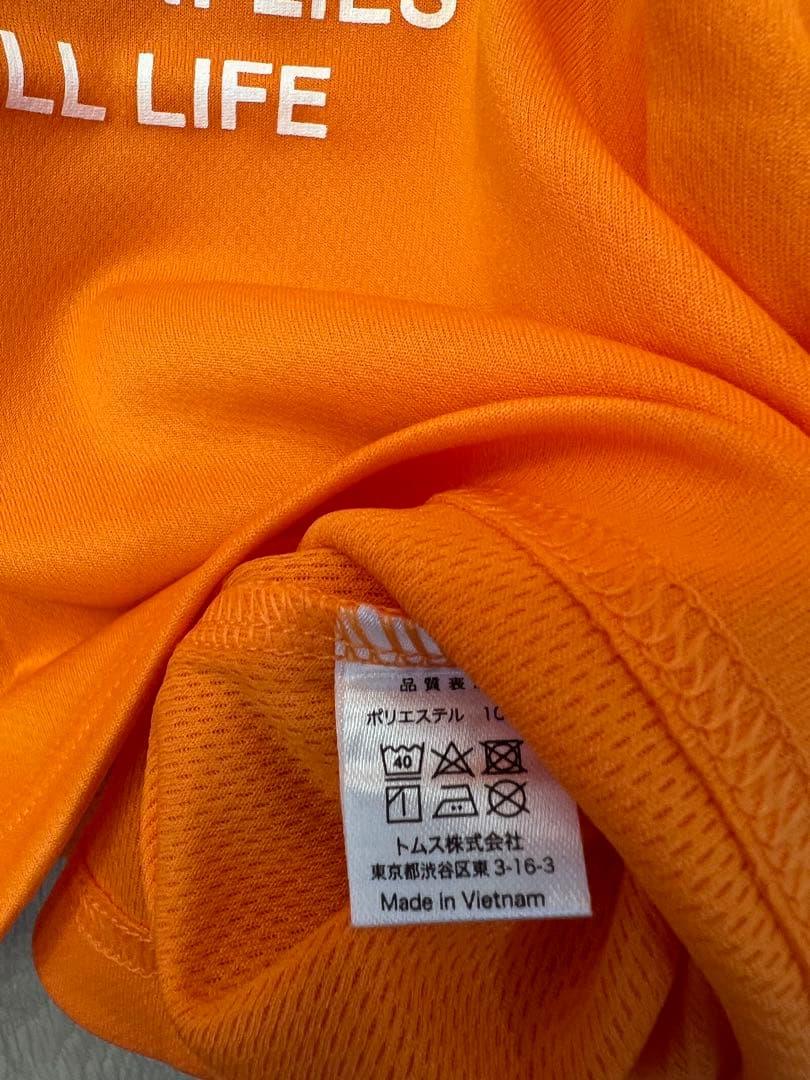 LL LIFE
品質表
ポリエステル
40
トムス株式会社
東京都渋谷区東3-16-3
Made in Vietnam